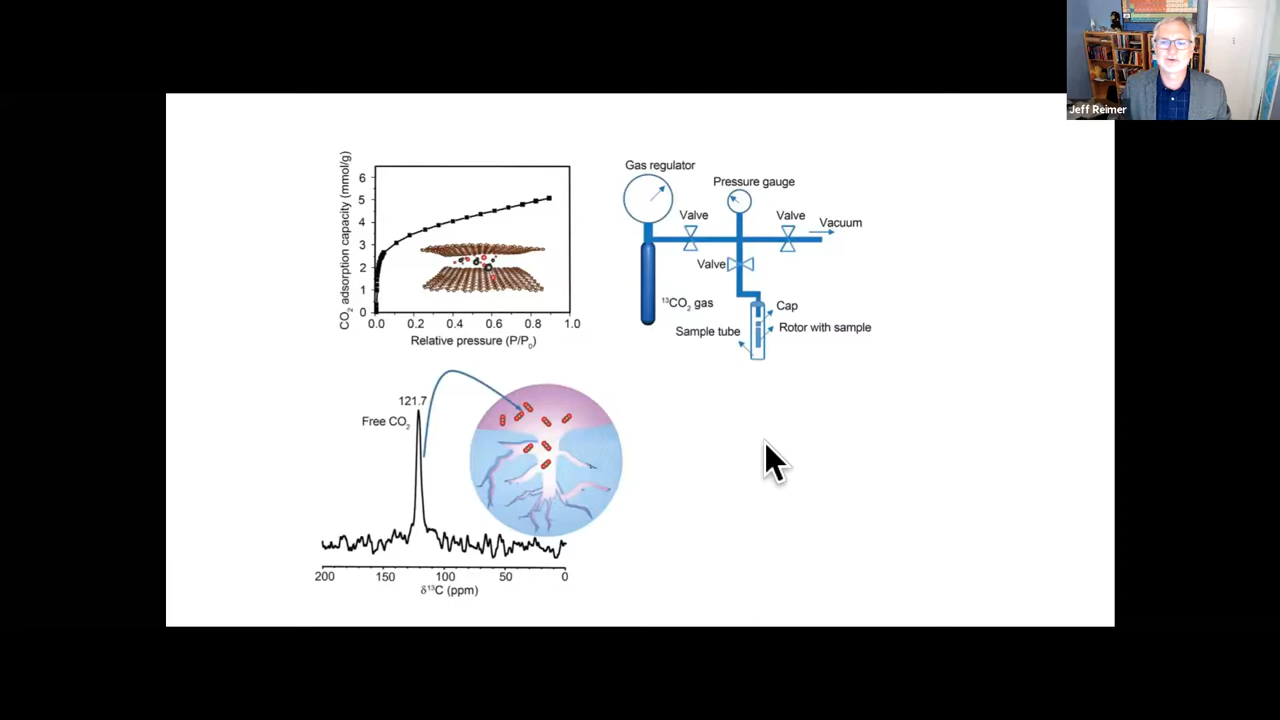 Jeff Reimer
CO2 adsorption capacity (mmol/g)
6
5
4
3
2
1
0
0.0 0.2 0.4 0.6 0.8 1.0
Relative pressure (P/P0)
Gas regulator
Pressure gauge
Valve
Valve
Vacuum
Valve
13CO2 gas
Cap
Sample tube
Rotor with sample
121.7
Free CO2
200 150 100 50 0
δ13C (ppm)